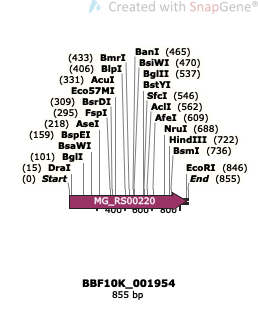 Created with SnapGene®
BanI (465)
(433) BmrI
BsiWI (470)
(406) BlpI
BglII (537)
(331) AcuI
BstYI
Eco57MI
SfcI (546)
(309) BsrDI
AclI (562)
(295) FspI
AfeI (609)
(218) AseI
NruI (688)
(159) BspEI
HindIII (722)
BsaWI
BsmI (736)
(101) BglI
EcoRI (846)
(15) DraI
End (855)
(0) Start
MG_RS00220
400 600 800
BBF10K_001954
855 bp